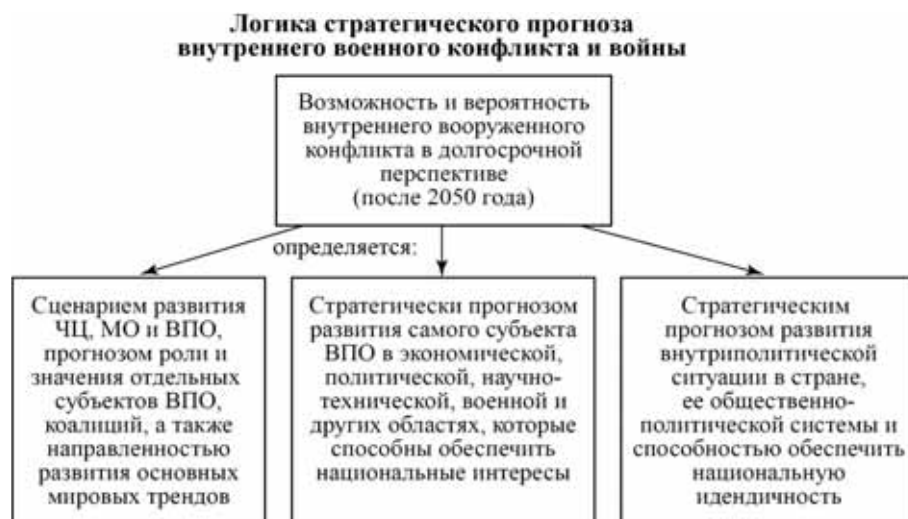 Логика стратегического прогноза
внутреннего военного конфликта и войны
Возможность и вероятность
внутреннего вооруженного
конфликта в долгосрочной
перспективе
(после 2050 года)
определяется:
Сценарием развития
ЧЦ, МО и ВПО,
прогнозом роли и
значения отдельных
субъектов ВПО,
коалиций, а также
направленностью
развития основных
мировых трендов
Стратегически прогнозом
развития самого субъекта
ВПО в экономической,
политической, научно-
технической, военной и
других областях, которые
способны обеспечить
национальные интересы
Стратегическим
прогнозом развития
внутриполитической
ситуации в стране,
ее общественно-
политической системы и
способностью обеспечить
национальную
идендичность